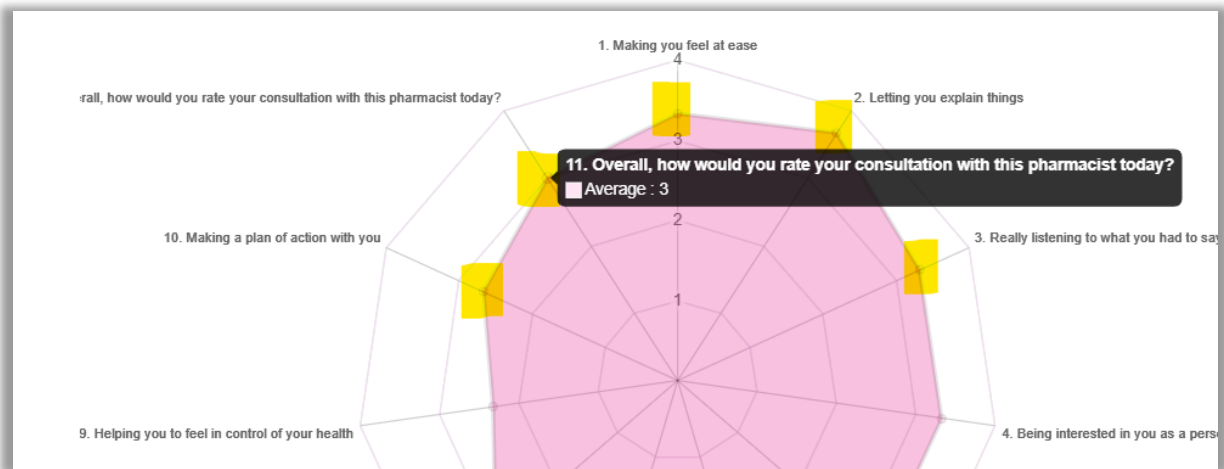 1. Making you feel at ease
4
rall, how would you rate your consultation with this pharmacist today?
2. Letting you explain things
3
11. Overall, how would you rate your consultation with this pharmacist today?
Average : 3
2
10. Making a plan of action with you
3. Really listening to what you had to say
1
9. Helping you to feel in control of your health
4. Being interested in you as a pers